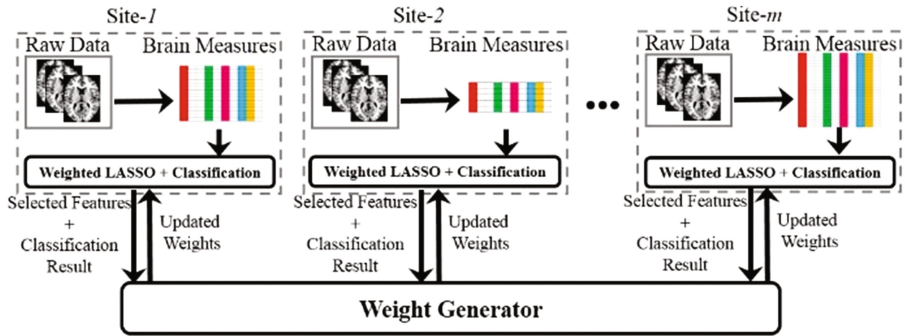 Site-1
Raw Data
Brain Measures
Weighted LASSO + Classification
Selected Features
+
Classification
Result
Updated
Weights
Site-2
Raw Data
Brain Measures
Weighted LASSO + Classification
Selected Features
+
Classification
Result
Updated
Weights
...
Site-m
Raw Data
Brain Measures
Weighted LASSO + Classification
Selected Features
+
Classification
Result
Updated
Weights
Weight Generator